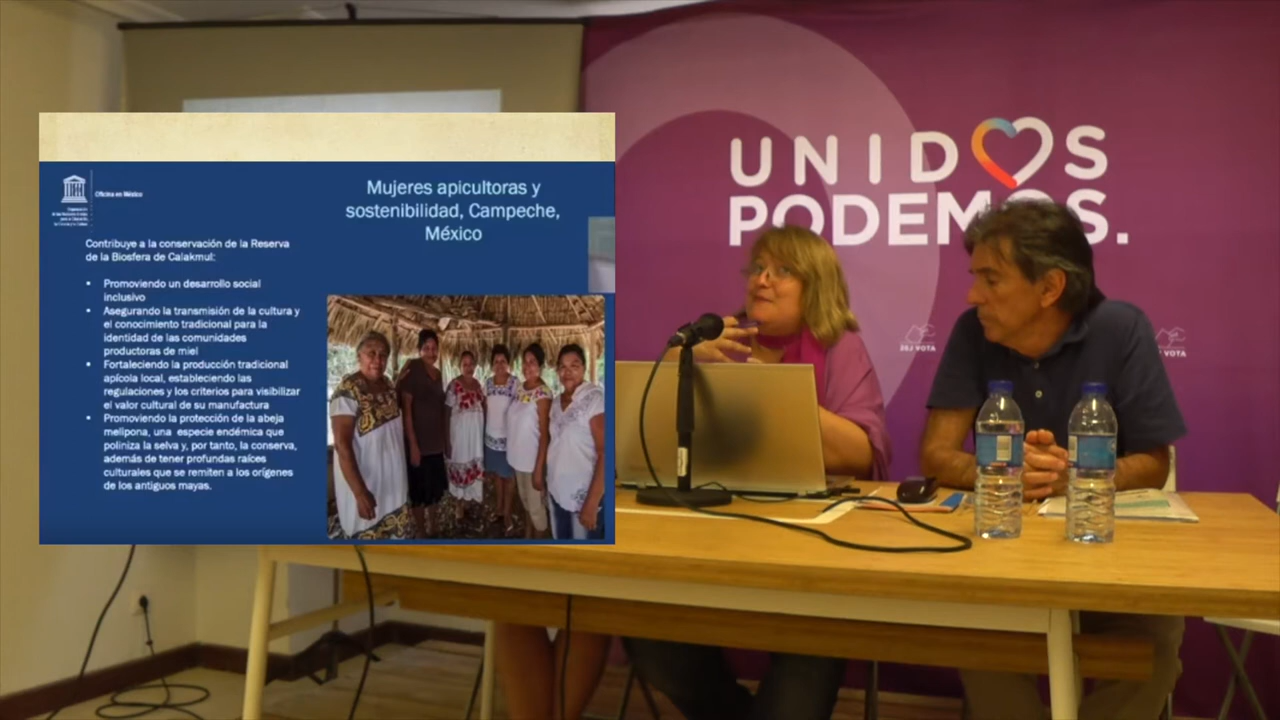 Oficina en México
Mujeres apicultoras y
sostenibilidad, Campeche,
México
Contribuye a la conservación de la Reserva
de la Biosfera de Calakmul:
▪ Promoviendo un desarrollo social
inclusivo
▪ Asegurando la transmisión de la cultura y
el conocimiento tradicional para la
identidad de las comunidades
productoras de miel
▪ Fortaleciendo la producción tradicional
apícola local, estableciendo las
regulaciones y los criterios para visibilizar
el valor cultural de su manufactura
▪ Promoviendo la protección de la abeja
melipona, una especie endémica que
poliniza la selva y, por tanto, la conserva,
además de tener profundas raíces
culturales que se remiten a los orígenes
de los antiguos mayas.
UNIDOS
PODEMOS.
26J VOTA
VOTA